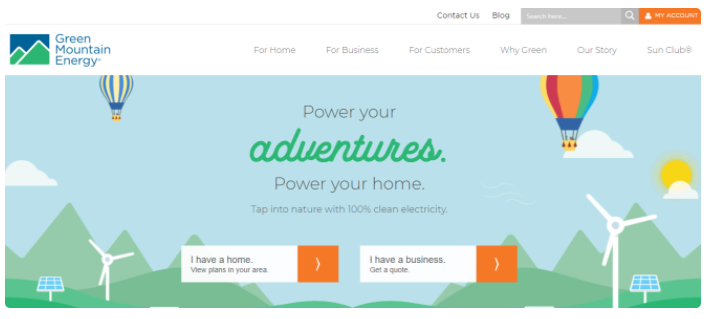 Contact Us Blog Search here... MY ACCOUNT
Green
Mountain
Energy®
For Home For Business For Customers Why Green Our Story Sun Club®
Power your
adventures.
Power your home.
Tap into nature with 100% clean electricity.
I have a home.
View plans in your area.
I have a business.
Get a quote.